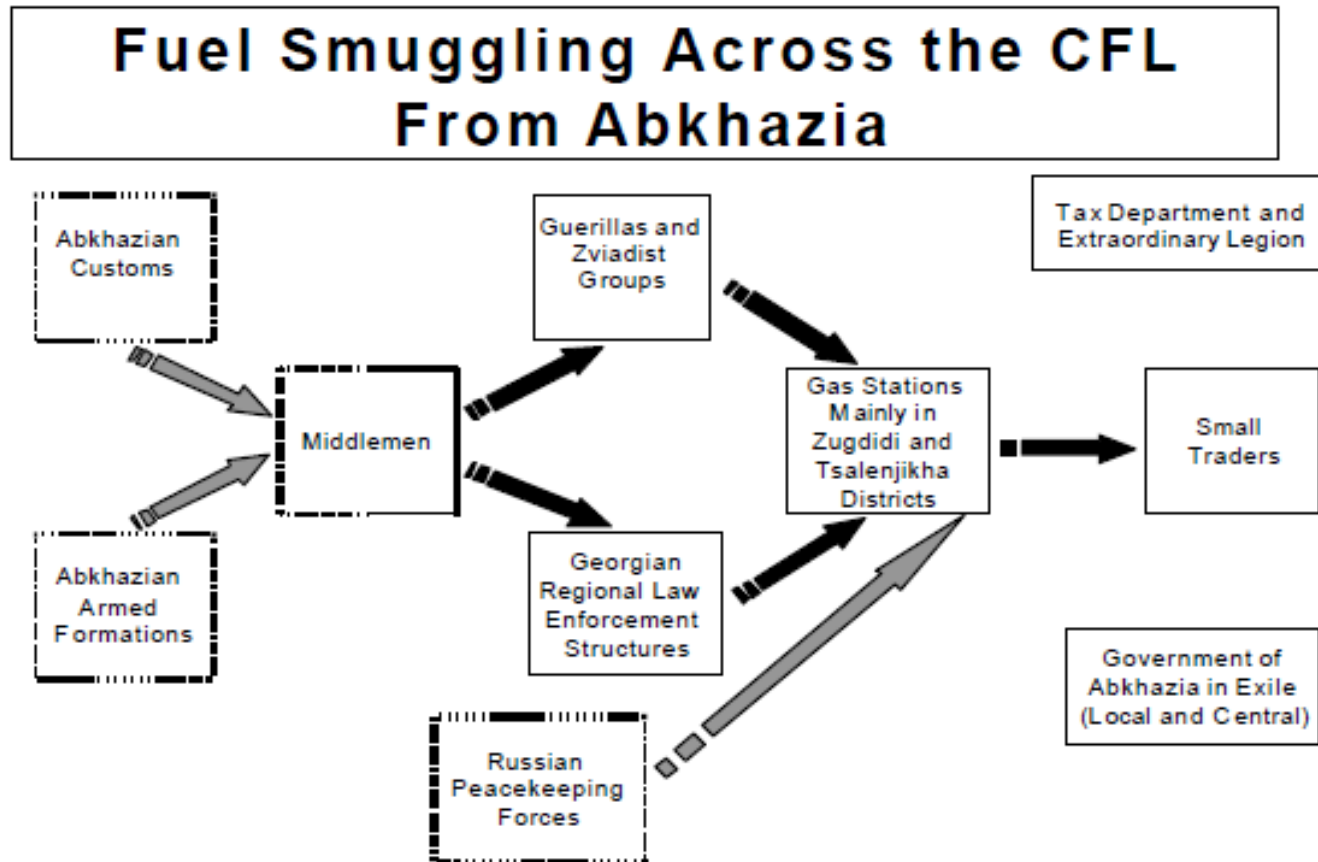 Fuel Smuggling Across the CFL
From Abkhazia
Abkhazian
Customs
Guerillas and
Zviadist
Groups
Tax Department and
Extraordinary Legion
Middlemen
Gas Stations
Mainly in
Zugdidi and
Tsalenjikha
Districts
Small
Traders
Abkhazian
Armed
Formations
Georgian
Regional Law
Enforcement
Structures
Government of
Abkhazia in Exile
(Local and Central)
Russian
Peacekeeping
Forces